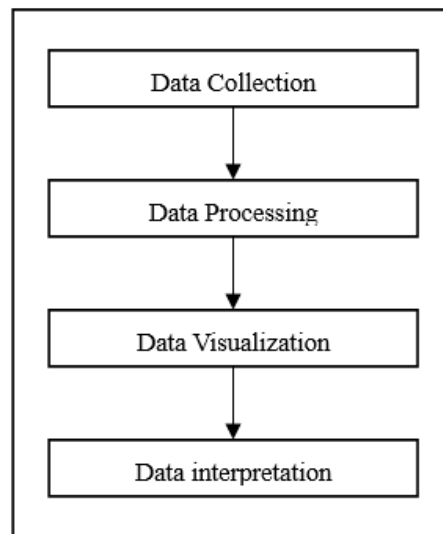 Data Collection
Data Processing
Data Visualization
Data interpretation